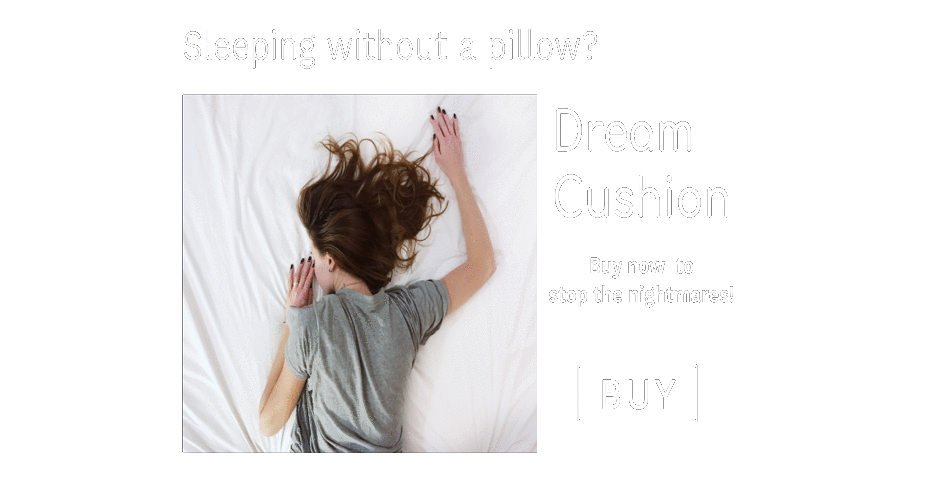 Sleeping without a pillow?
Dream
Cushion
Buy now to
stop the nightmares!
BUY